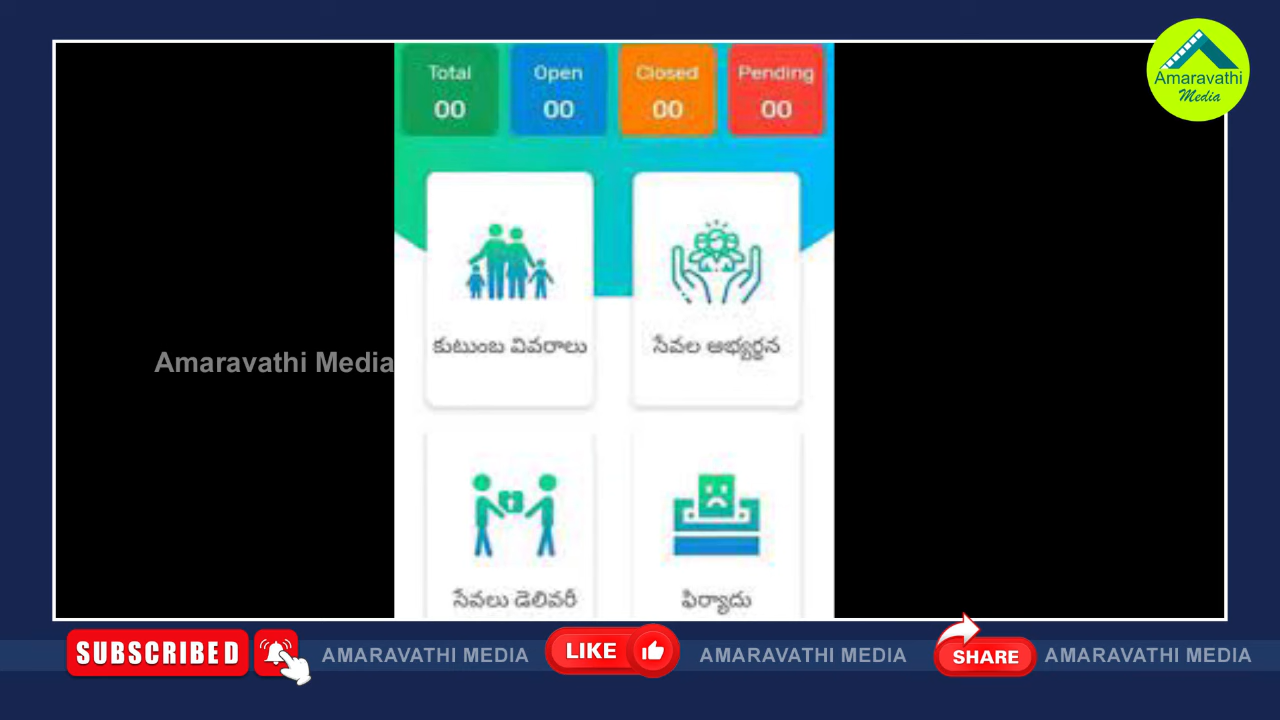 Total Open Closed Pending
00 00 00 00
Amaravathi
Media
కుటుంబ వివరాలు సేవల అభ్యర్థన
Amaravathi Media
సేవలు డెలివరీ ఫిర్యాదు
SUBSCRIBED AMARAVATHI MEDIA LIKE AMARAVATHI MEDIA SHARE AMARAVATHI MEDIA